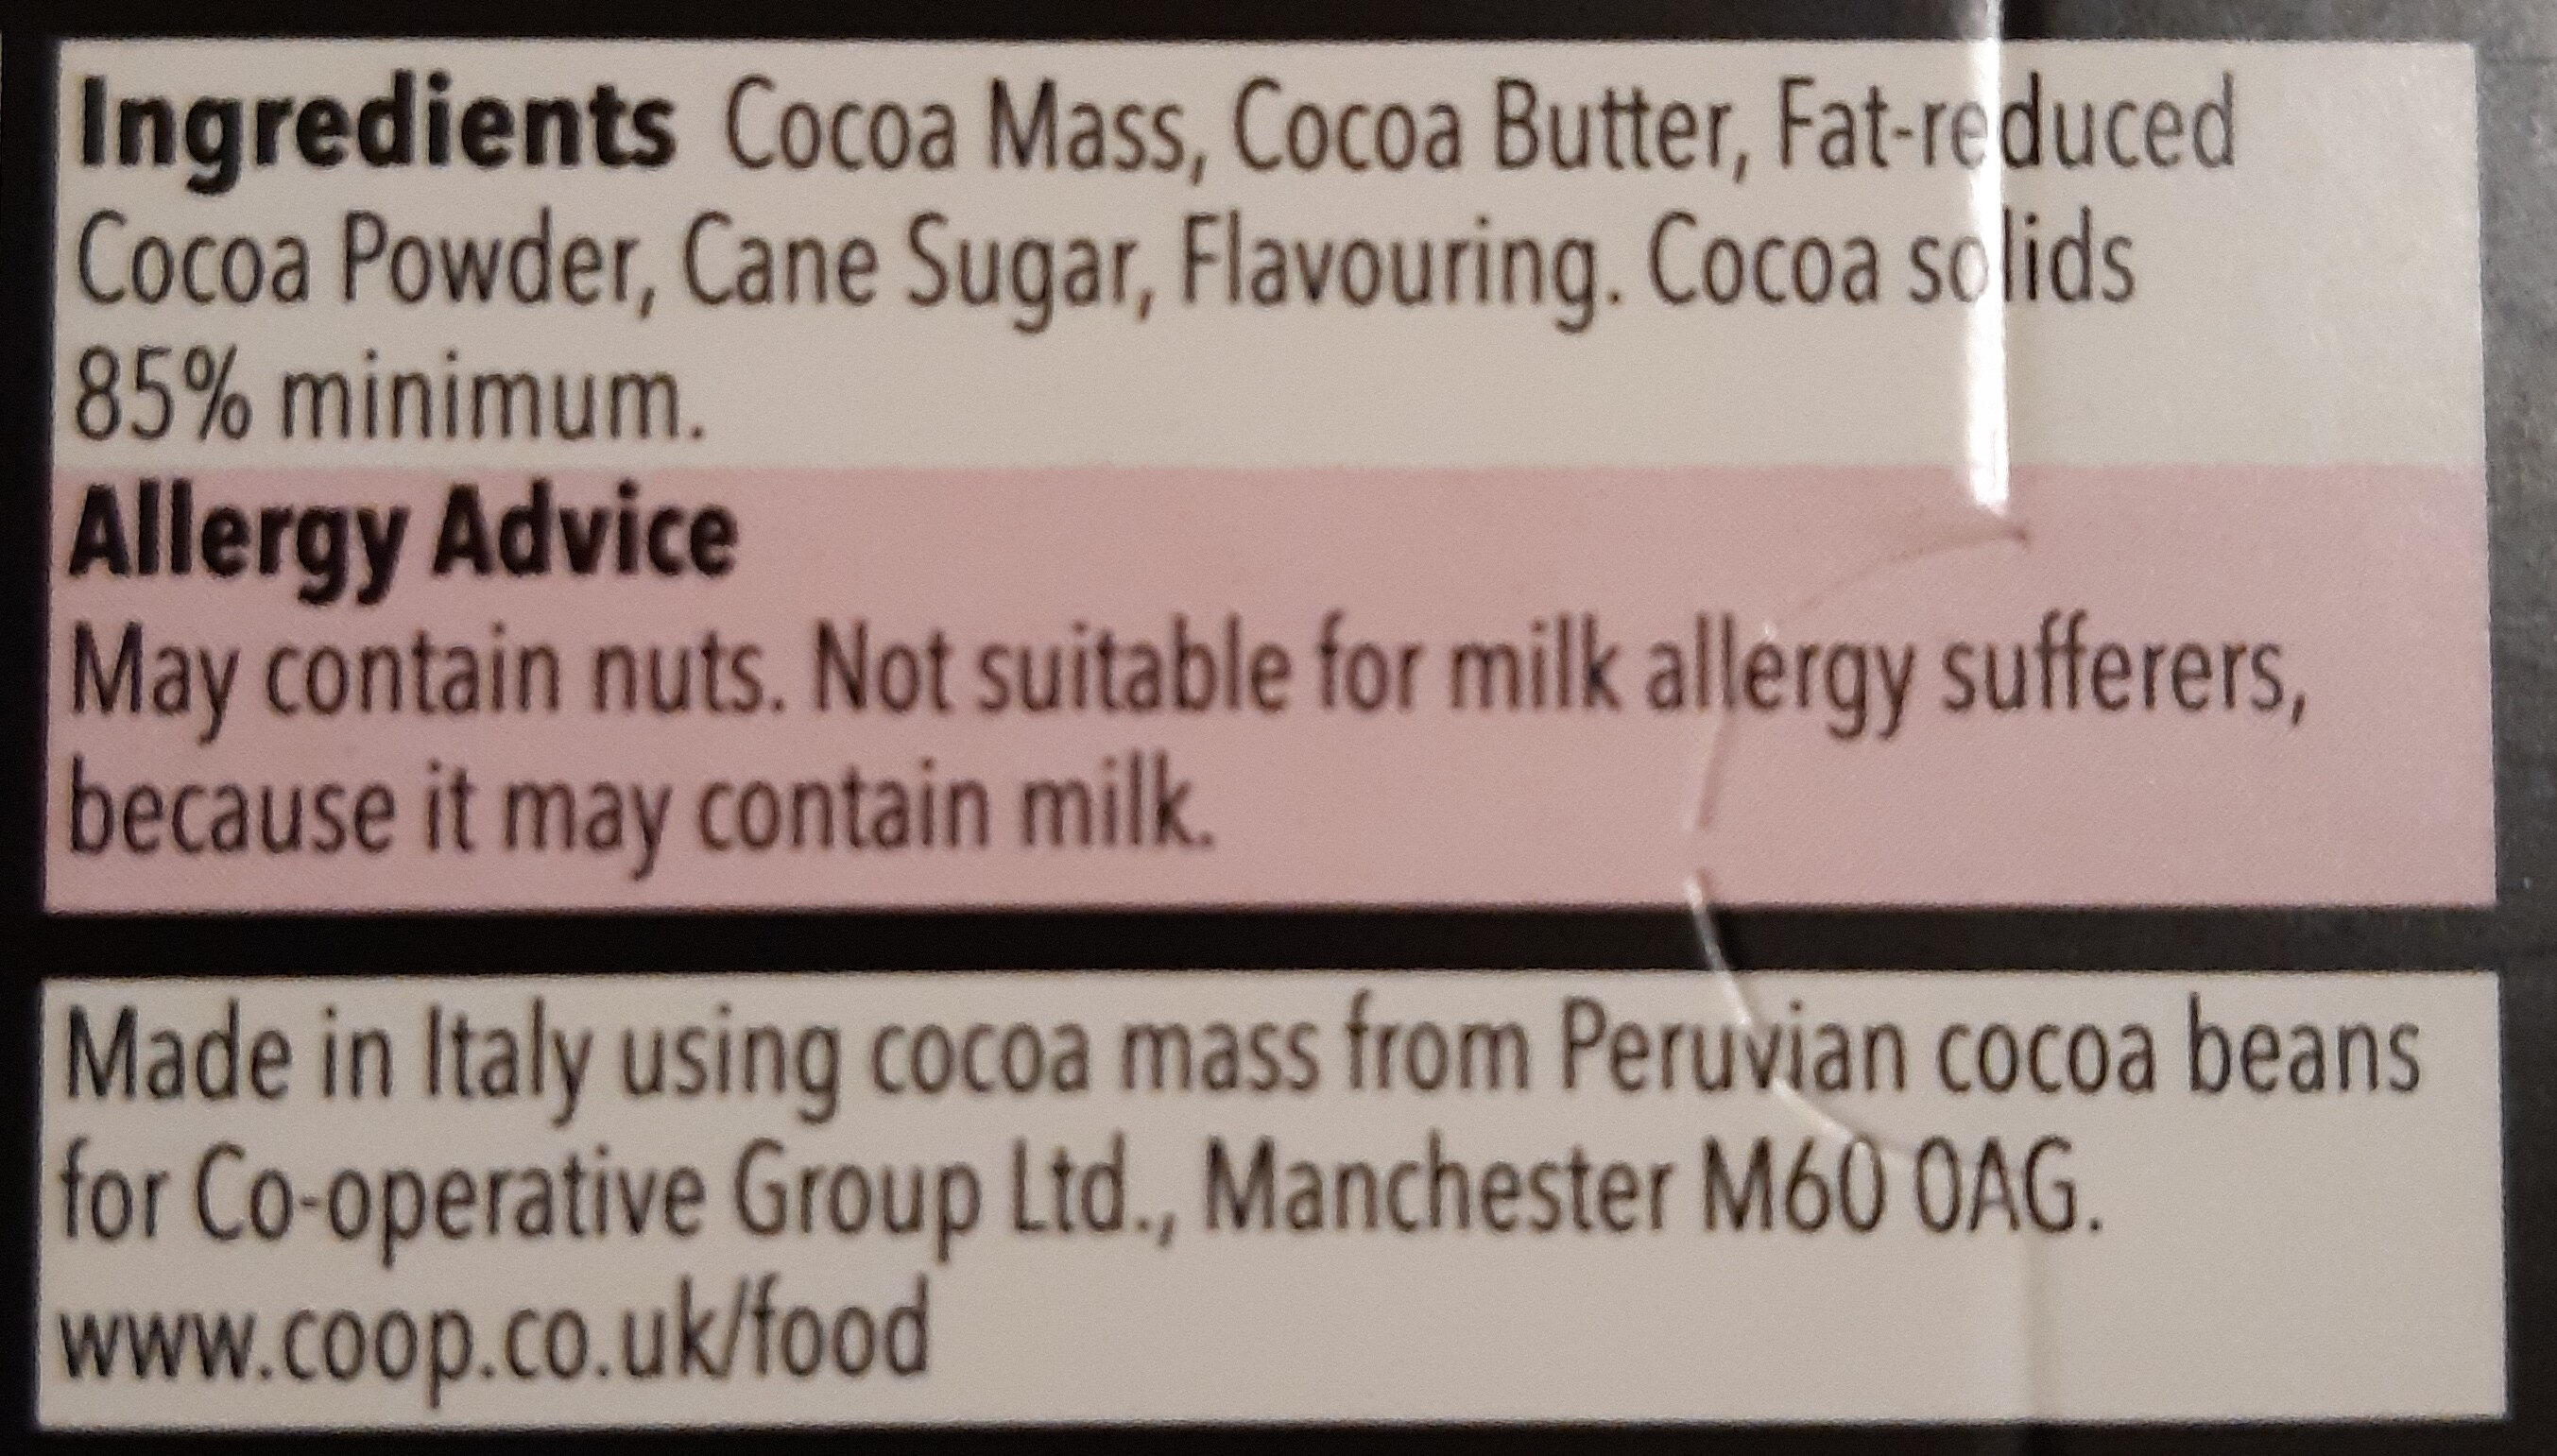 Ingredients Cocoa Mass, Cocoa Butter, Fat-reduced
Cocoa Powder, Cane Sugar, Flavouring. Cocoa solids
85% minimum.
Allergy Advice
May contain nuts. Not suitable for milk allergy sufferers,
because it may contain milk.
Made in Italy using cocoa mass from Peruvian cocoa beans
for Co-operative Group Ltd., Manchester M60 0AG.
www.coop.co.uk/food